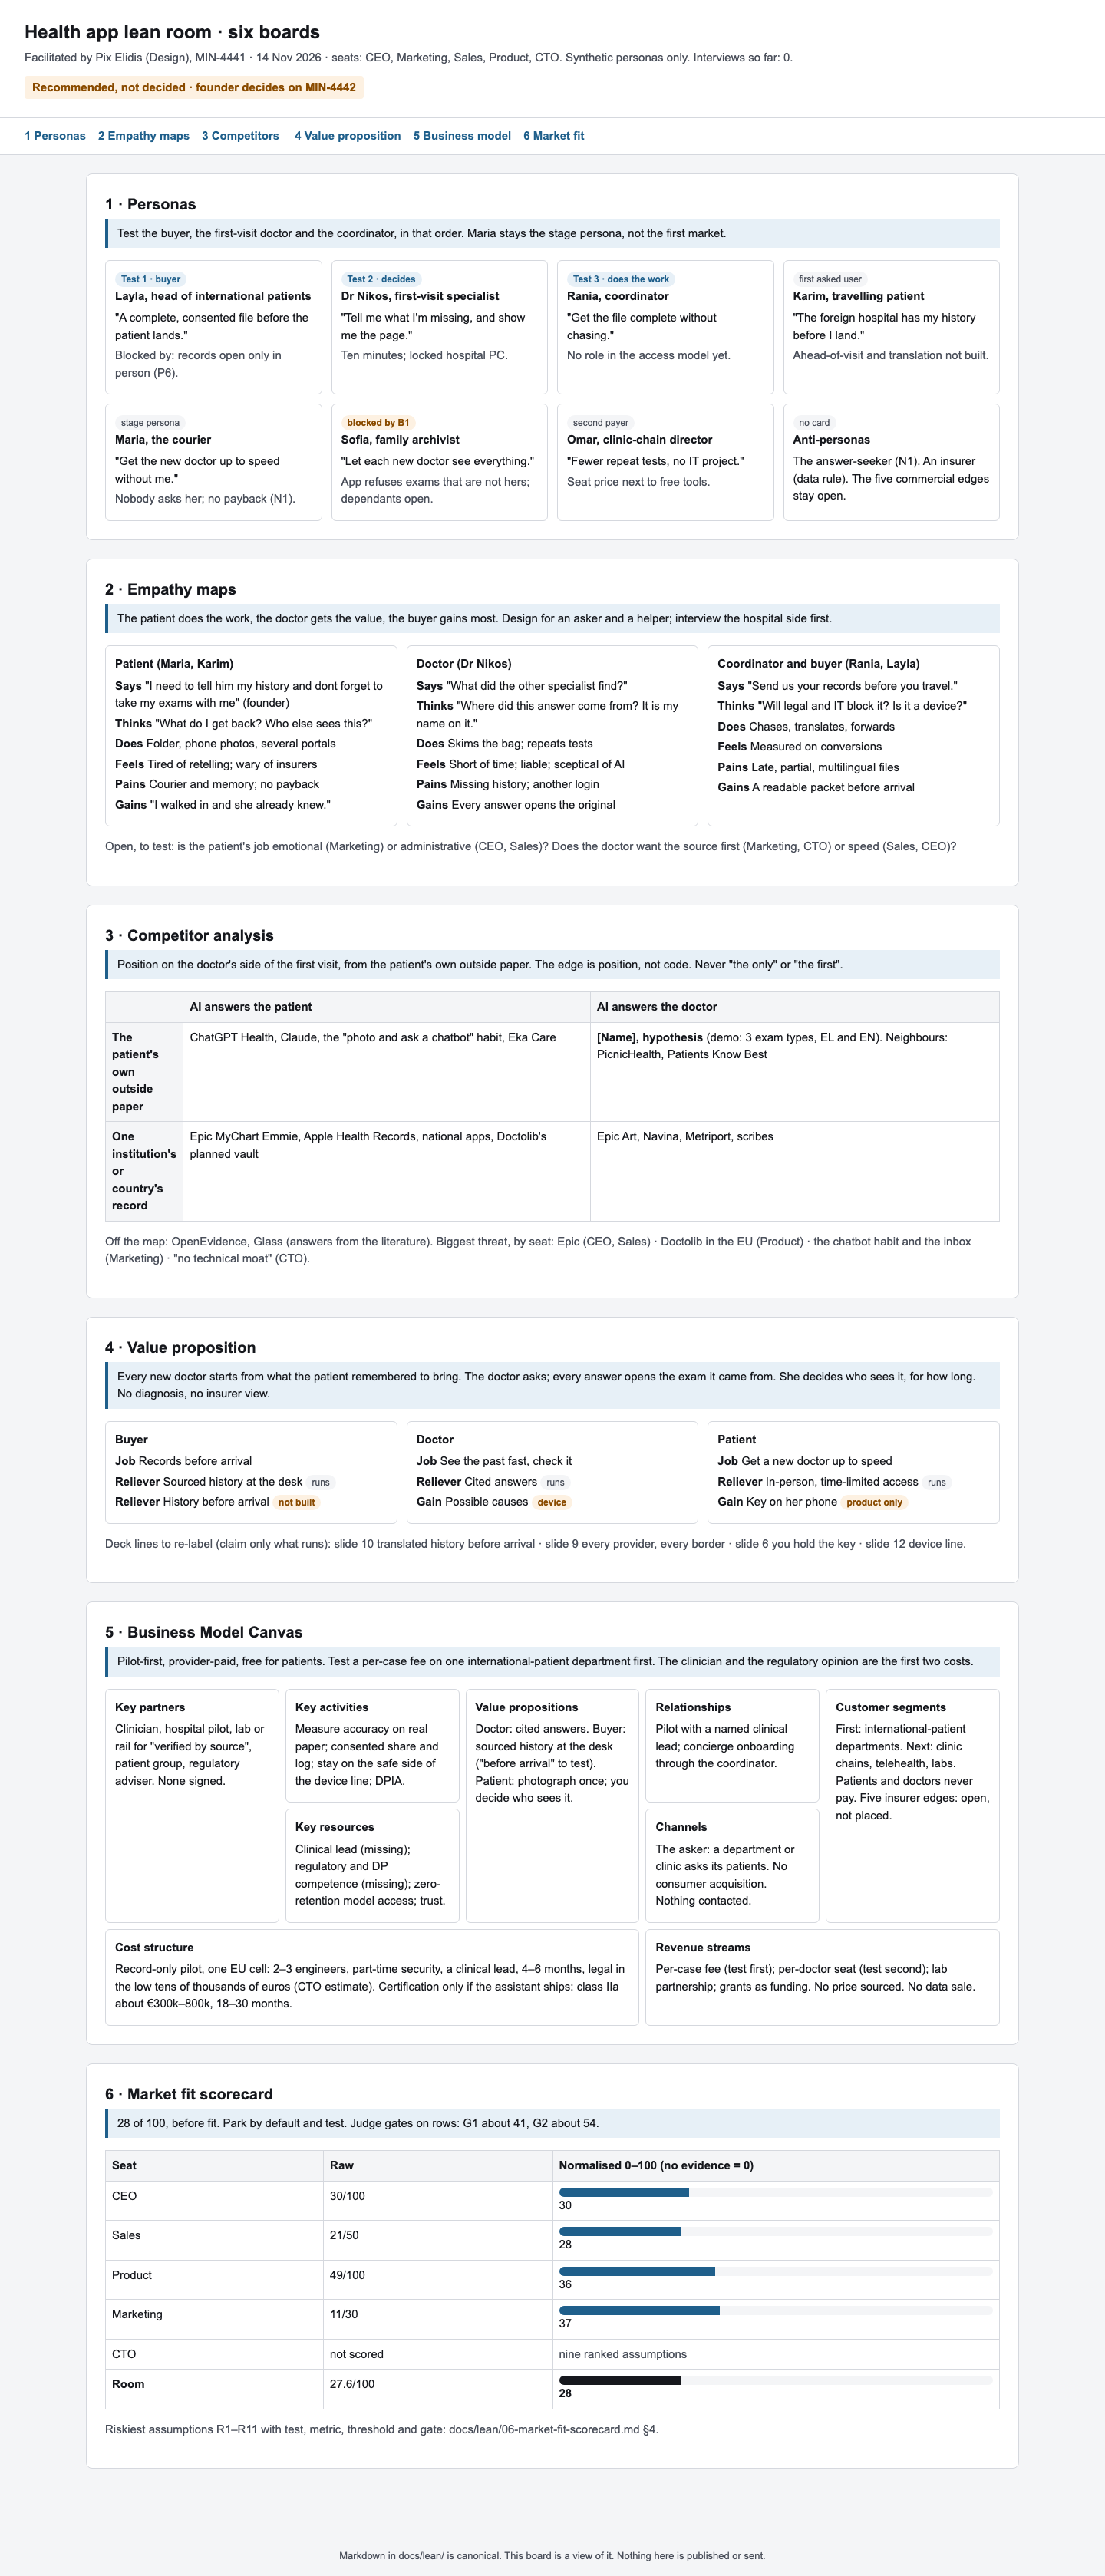 Health app lean room · six boards
Facilitated by Pix Elidis (Design), MIN-4441 · 14 Nov 2026 · seats: CEO, Marketing, Sales, Product, CTO. Synthetic personas only. Interviews so far: 0.
Recommended, not decided · founder decides on MIN-4442
1 Personas 2 Empathy maps 3 Competitors 4 Value proposition 5 Business model 6 Market fit
1 · Personas
Test the buyer, the first-visit doctor and the coordinator, in that order. Maria stays the stage persona, not the first market.
Test 1 · buyer
Layla, head of international patients
"A complete, consented file before the
patient lands."
Blocked by: records open only in
person (P6).
Test 2 · decides
Dr Nikos, first-visit specialist
"Tell me what I'm missing, and show
me the page."
Ten minutes; locked hospital PC.
Test 3 · does the work
Rania, coordinator
"Get the file complete without
chasing."
No role in the access model yet.
first asked user
Karim, travelling patient
"The foreign hospital has my history
before I land."
Ahead-of-visit and translation not built.
stage persona
Maria, the courier
"Get the new doctor up to speed
without me."
Nobody asks her; no payback (N1).
blocked by B1
Sofia, family archivist
"Let each new doctor see everything."
App refuses exams that are not hers;
dependants open.
second payer
Omar, clinic-chain director
"Fewer repeat tests, no IT project."
Seat price next to free tools.
no card
Anti-personas
The answer-seeker (N1). An insurer
(data rule). The five commercial edges
stay open.
2 · Empathy maps
The patient does the work, the doctor gets the value, the buyer gains most. Design for an asker and a helper; interview the hospital side first.
Patient (Maria, Karim)
Says "I need to tell him my history and dont forget to
take my exams with me" (founder)
Thinks "What do I get back? Who else sees this?"
Does Folder, phone photos, several portals
Feels Tired of retelling; wary of insurers
Pains Courier and memory; no payback
Gains "I walked in and she already knew."
Doctor (Dr Nikos)
Says "What did the other specialist find?"
Thinks "Where did this answer come from? It is my
name on it."
Does Skims the bag; repeats tests
Feels Short of time; liable; sceptical of AI
Pains Missing history; another login
Gains Every answer opens the original
Coordinator and buyer (Rania, Layla)
Says "Send us your records before you travel."
Thinks "Will legal and IT block it? Is it a device?"
Does Chases, translates, forwards
Feels Measured on conversions
Pains Late, partial, multilingual files
Gains A readable packet before arrival
Open, to test: is the patient's job emotional (Marketing) or administrative (CEO, Sales)? Does the doctor want the source first (Marketing, CTO) or speed (Sales, CEO)?
3 · Competitor analysis
Position on the doctor's side of the first visit, from the patient's own outside paper. The edge is position, not code. Never "the only" or "the first".
AI answers the patient
AI answers the doctor
The
patient's
own
outside
paper
ChatGPT Health, Claude, the "photo and ask a chatbot" habit, Eka Care
[Name], hypothesis (demo: 3 exam types, EL and EN). Neighbours:
PicnicHealth, Patients Know Best
One
institution's
or
country's
record
Epic MyChart Emmie, Apple Health Records, national apps, Doctolib's
planned vault
Epic Art, Navina, Metriport, scribes
Off the map: OpenEvidence, Glass (answers from the literature). Biggest threat, by seat: Epic (CEO, Sales) · Doctolib in the EU (Product) · the chatbot habit and the inbox
(Marketing) · "no technical moat" (CTO).
4 · Value proposition
Every new doctor starts from what the patient remembered to bring. The doctor asks; every answer opens the exam it came from. She decides who sees it, for how long.
No diagnosis, no insurer view.
Buyer
Job Records before arrival
Reliever Sourced history at the desk runs
Reliever History before arrival not built
Doctor
Job See the past fast, check it
Reliever Cited answers runs
Gain Possible causes device
Patient
Job Get a new doctor up to speed
Reliever In-person, time-limited access runs
Gain Key on her phone product only
Deck lines to re-label (claim only what runs): slide 10 translated history before arrival · slide 9 every provider, every border · slide 6 you hold the key · slide 12 device line.
5 · Business Model Canvas
Pilot-first, provider-paid, free for patients. Test a per-case fee on one international-patient department first. The clinician and the regulatory opinion are the first two costs.
Key partners
Clinician, hospital pilot, lab or
rail for "verified by source",
patient group, regulatory
adviser. None signed.
Key activities
Measure accuracy on real
paper; consented share and
log; stay on the safe side of
the device line; DPIA.
Key resources
Clinical lead (missing);
regulatory and DP
competence (missing); zero-
retention model access; trust.
Value propositions
Doctor: cited answers. Buyer:
sourced history at the desk
("before arrival" to test).
Patient: photograph once; you
decide who sees it.
Relationships
Pilot with a named clinical
lead; concierge onboarding
through the coordinator.
Channels
The asker: a department or
clinic asks its patients. No
consumer acquisition.
Nothing contacted.
Customer segments
First: international-patient
departments. Next: clinic
chains, telehealth, labs.
Patients and doctors never
pay. Five insurer edges: open,
not placed.
Cost structure
Record-only pilot, one EU cell: 2–3 engineers, part-time security, a clinical lead, 4–6 months, legal in
the low tens of thousands of euros (CTO estimate). Certification only if the assistant ships: class IIa
about €300k–800k, 18–30 months.
Revenue streams
Per-case fee (test first); per-doctor seat (test second); lab
partnership; grants as funding. No price sourced. No data sale.
6 · Market fit scorecard
28 of 100, before fit. Park by default and test. Judge gates on rows: G1 about 41, G2 about 54.
Seat Raw Normalised 0–100 (no evidence = 0)
CEO 30/100 30
Sales 21/50 28
Product 49/100 36
Marketing 11/30 37
CTO not scored nine ranked assumptions
Room 27.6/100 28
Riskiest assumptions R1–R11 with test, metric, threshold and gate: docs/lean/06-market-fit-scorecard.md §4.
Markdown in docs/lean/ is canonical. This board is a view of it. Nothing here is published or sent.